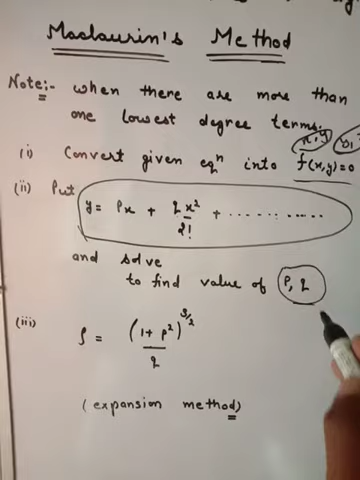 Maclaurin's Method
Note:- when there are more than
one lowest degree terms.
(i) Convert given eqⁿ into f(x,y)=0
(ii) Put
y = px + qx²/2! + ...........
and solve
to find value of p, q
(iii) ρ = (1+p²)^3/2 / q
(expansion method)